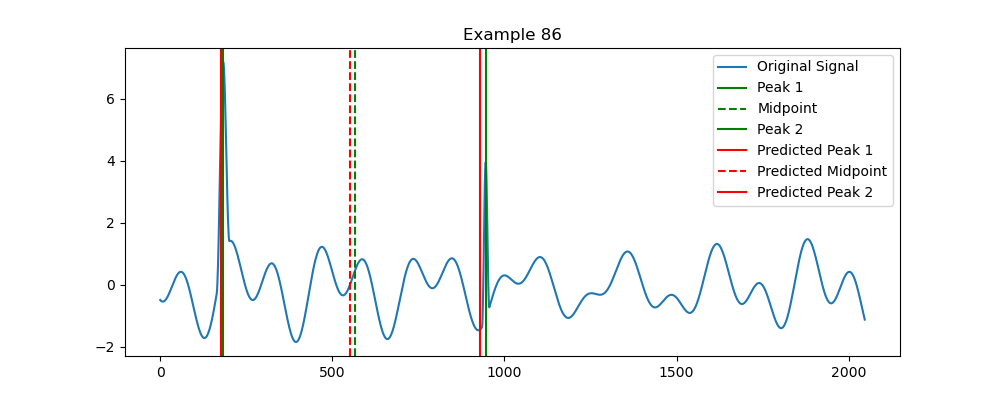 Example 86
Original Signal
Peak 1
Midpoint
Peak 2
Predicted Peak 1
Predicted Midpoint
Predicted Peak 2
6
4
2
0
−2
0 500 1000 1500 2000